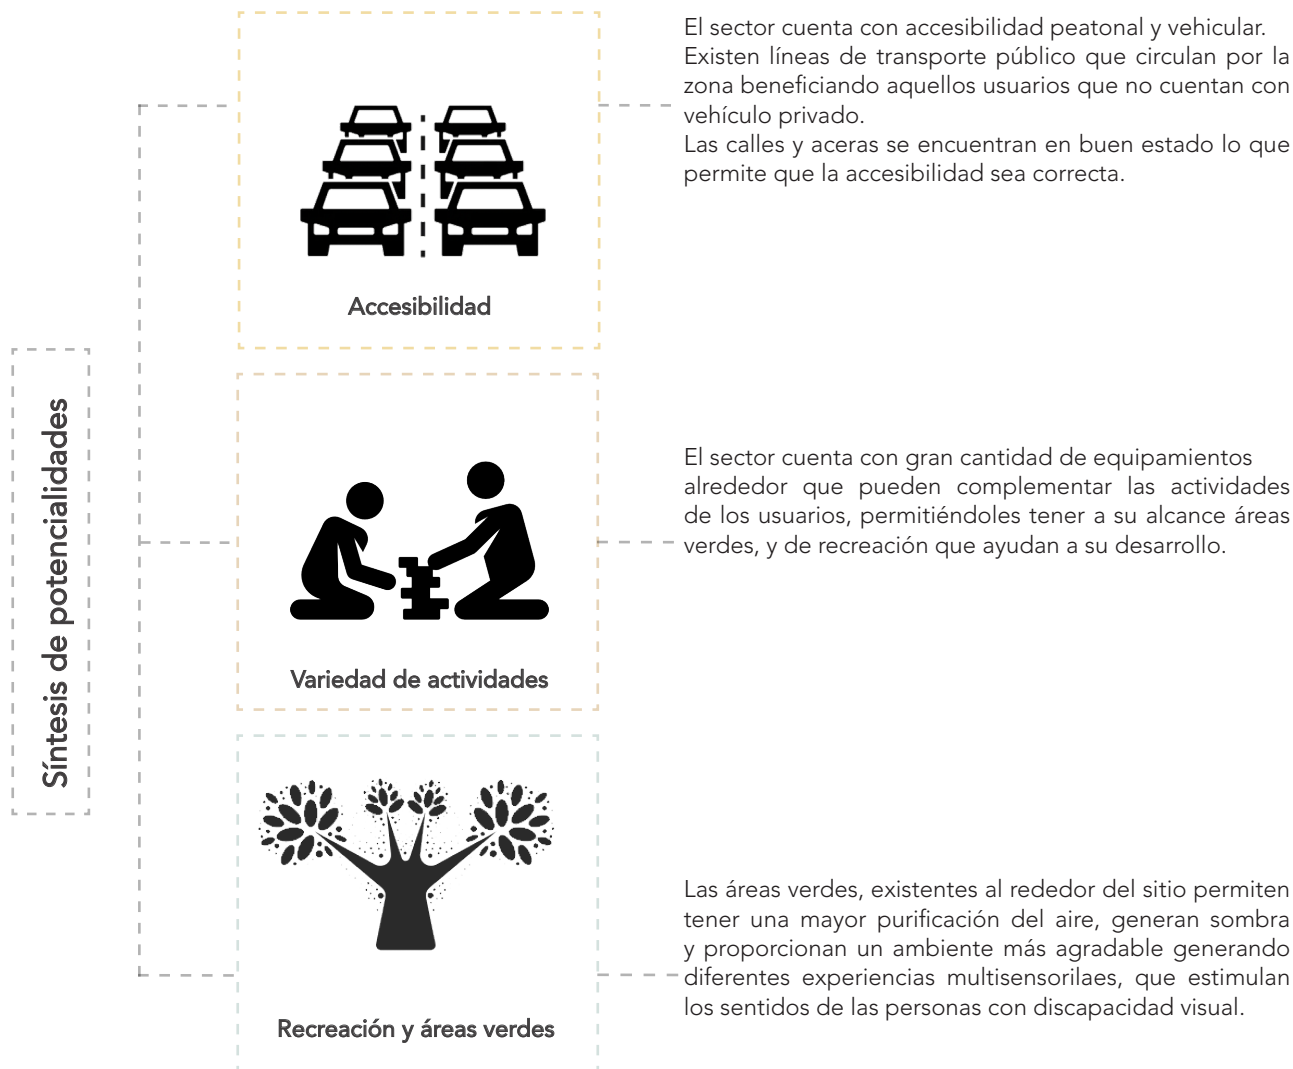 Síntesis de potencialidades
Accesibilidad
El sector cuenta con accesibilidad peatonal y vehicular.
Existen líneas de transporte público que circulan por la
zona beneficiando aquellos usuarios que no cuentan con
vehículo privado.
Las calles y aceras se encuentran en buen estado lo que
permite que la accesibilidad sea correcta.
Variedad de actividades
El sector cuenta con gran cantidad de equipamientos
alrededor que pueden complementar las actividades
de los usuarios, permitiéndoles tener a su alcance áreas
verdes, y de recreación que ayudan a su desarrollo.
Recreación y áreas verdes
Las áreas verdes, existentes al rededor del sitio permiten
tener una mayor purificación del aire, generan sombra
y proporcionan un ambiente más agradable generando
diferentes experiencias multisensorilaes, que estimulan
los sentidos de las personas con discapacidad visual.